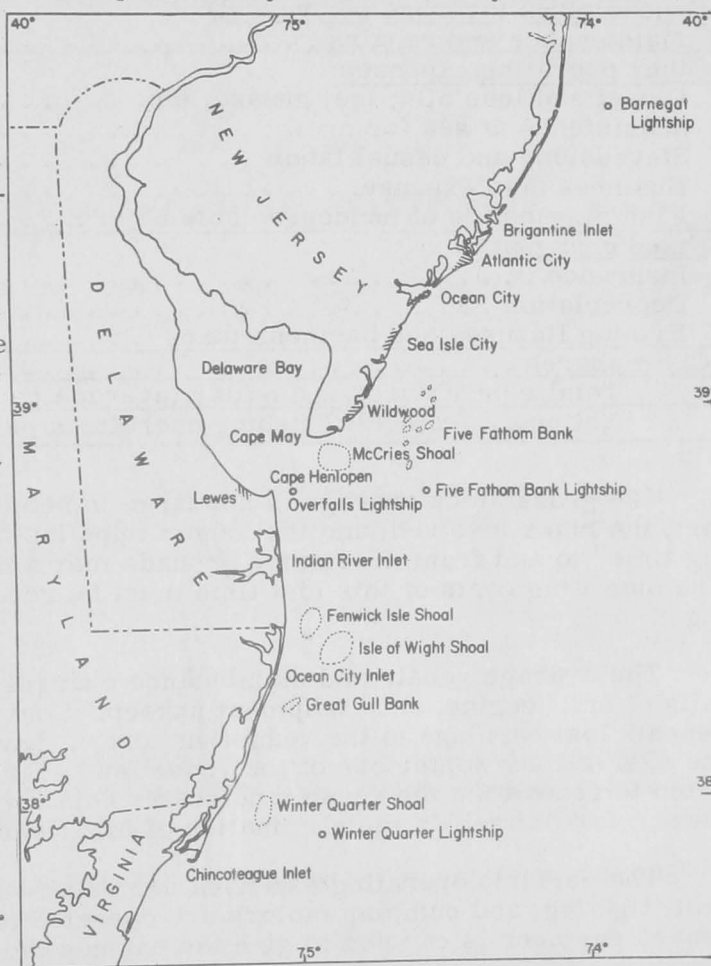 40°
75°
74°
40°
NEW JERSEY
Barnegat
Lightship
Brigantine Inlet
Atlantic City
Ocean City
DELAWARE
Sea Isle City
Delaware Bay
39°
39
Wildwood
Cape May
Five Fathom Bank
McCries Shoal
MARYLAND
Cape Henlopen
Lewes
Overfalls Lightship
Five Fathom Bank Lightship
Indian River Inlet
Fenwick Isle Shoal
Isle of Wight Shoal
Ocean City Inlet
Great Gull Bank
38
38°
Winter Quarter Shoal
Winter Quarter Lightship
VIRGINIA
Chincoteague Inlet
75°
74°